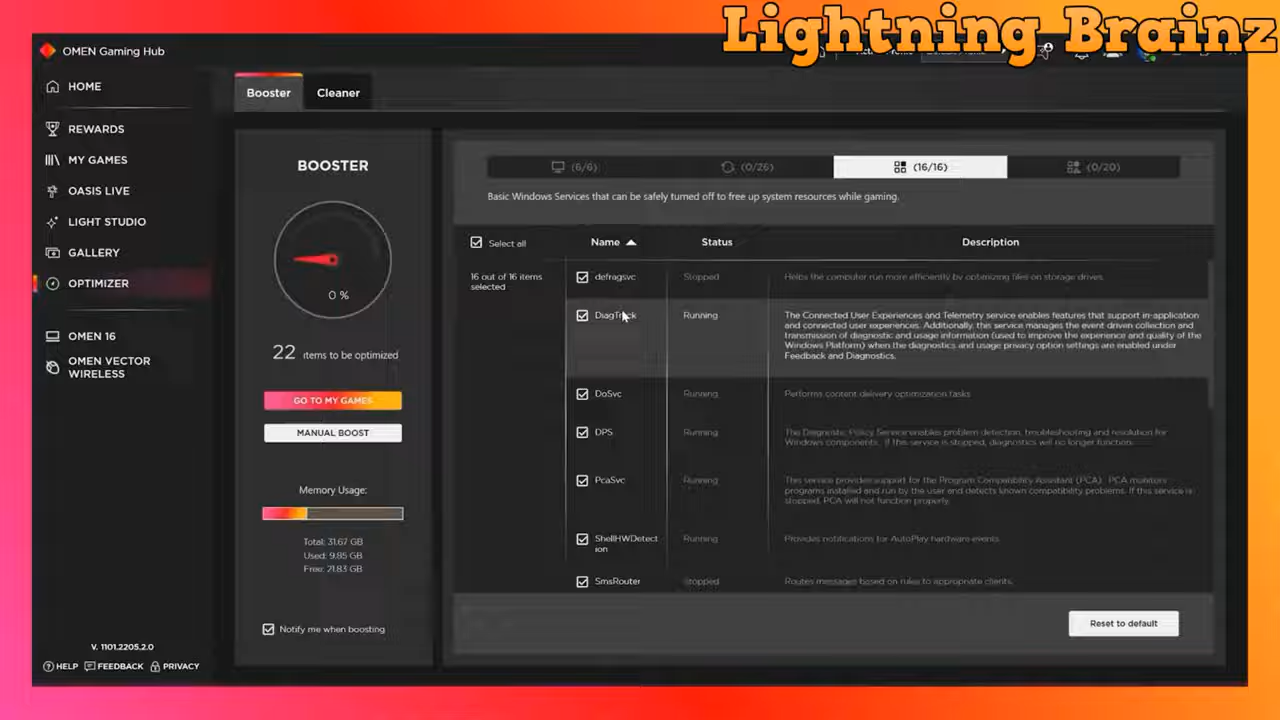 Lightning Brainz
OMEN Gaming Hub
HOME
REWARDS
MY GAMES
OASIS LIVE
LIGHT STUDIO
GALLERY
OPTIMIZER
OMEN 16
OMEN VECTOR
WIRELESS
V. 1101.2205.2.0
HELP FEEDBACK PRIVACY
Booster Cleaner
BOOSTER
0 %
22 items to be optimized
GO TO MY GAMES
MANUAL BOOST
Memory Usage:
Total: 31.67 GB
Used: 9.85 GB
Free: 21.83 GB
Notify me when boosting
(6/6) (0/26) (16/16) (0/20)
Basic Windows Services that can be safely turned off to free up system resources while gaming.
Select all Name Status Description
16 out of 16 items
selected
defragsvc Stopped Helps the computer run more efficiently by optimizing files on storage drives.
DiagTrack Running The Connected User Experiences and Telemetry service enables features that support in-application
and connected user experiences. Additionally, this service manages the event driven collection and
transmission of diagnostic and usage information (used to improve the experience and quality of the
Windows Platform) when the diagnostics and usage privacy option settings are enabled under
Feedback and Diagnostics.
DoSvc Running Performs content delivery optimization tasks
DPS Running The Diagnostic Policy Service enables problem detection, troubleshooting and resolution for
Windows components. If this service is stopped, diagnostics will no longer function.
PcaSvc Running This service provides support for the Program Compatibility Assistant (PCA). PCA monitors
programs installed and run by the user and detects known compatibility problems. If this service is
stopped, PCA will not function properly.
ShellHWDetect
ion Running Provides notifications for AutoPlay hardware events.
SmsRouter Stopped Routes messages based on rules to appropriate clients.
Reset to default